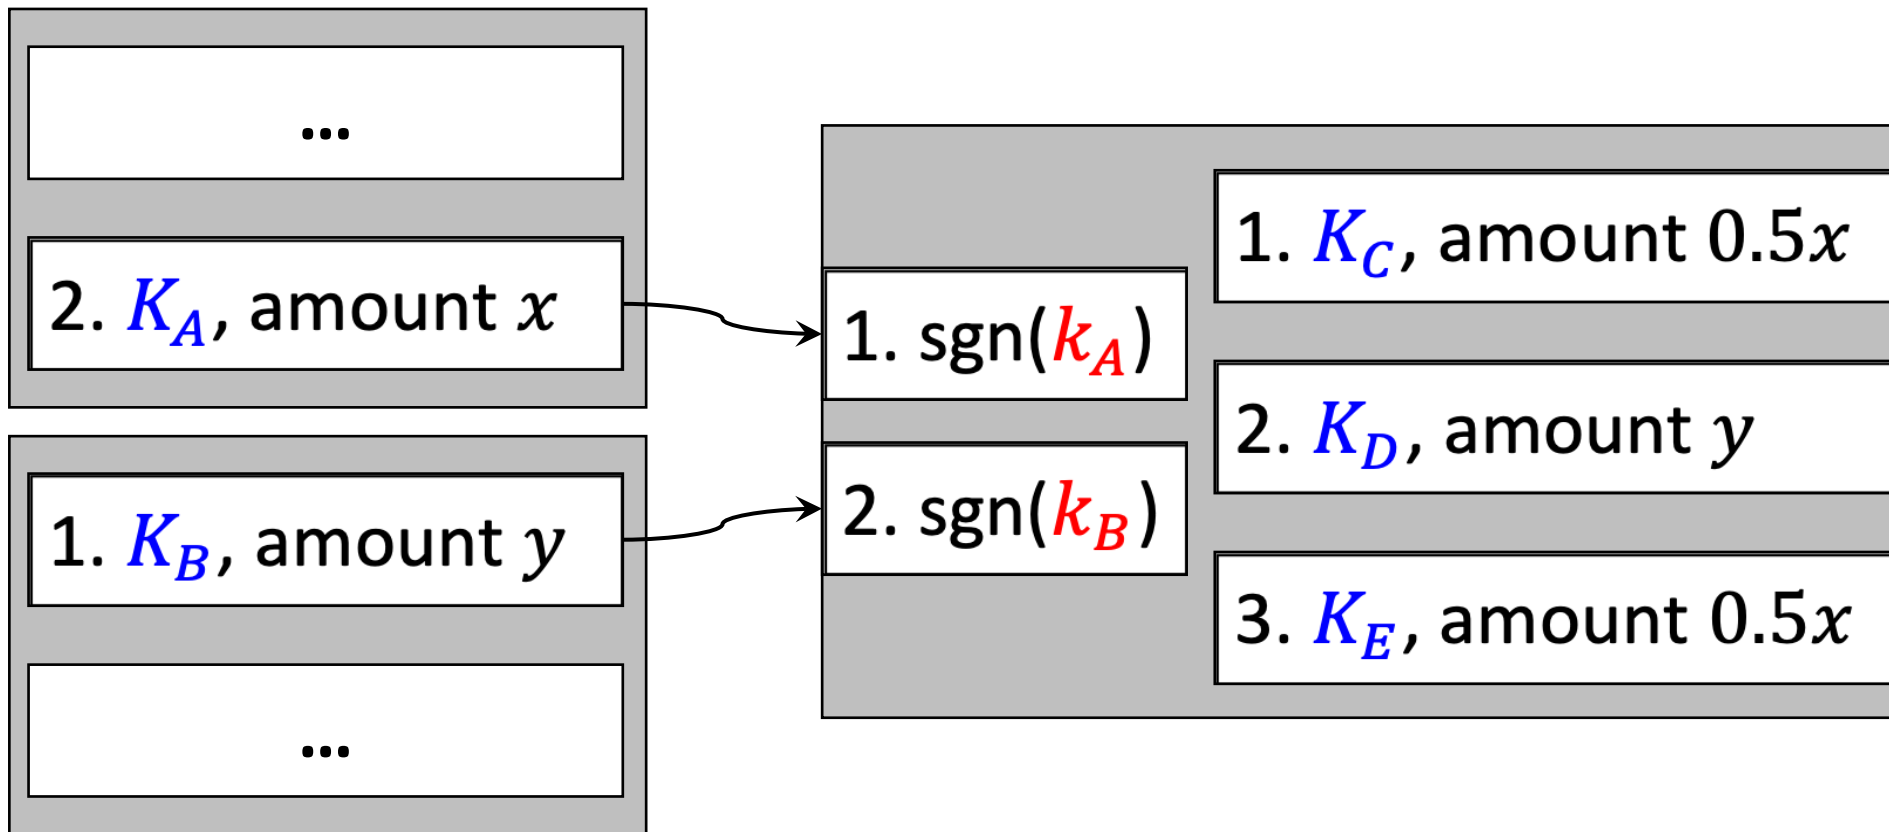 ...
2. K_A, amount x
1. K_B, amount y
...
1. sgn(k_A)
2. sgn(k_B)
1. K_C, amount 0.5x
2. K_D, amount y
3. K_E, amount 0.5x